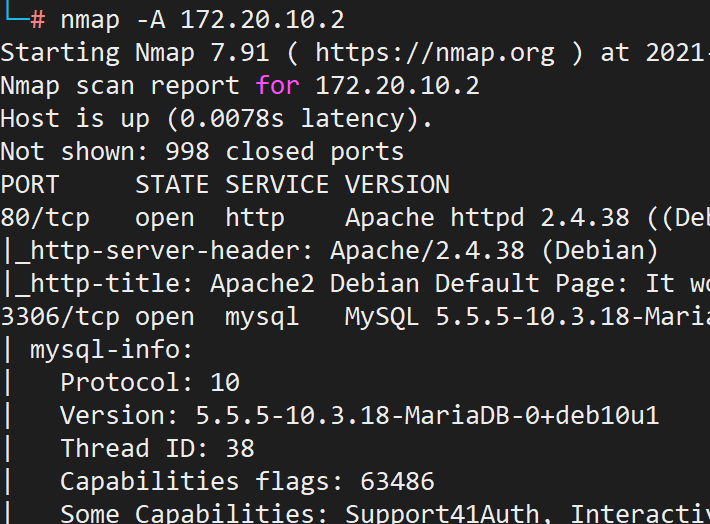 └─# nmap -A 172.20.10.2
Starting Nmap 7.91 ( https://nmap.org ) at 2021-
Nmap scan report for 172.20.10.2
Host is up (0.0078s latency).
Not shown: 998 closed ports
PORT     STATE SERVICE VERSION
80/tcp   open  http    Apache httpd 2.4.38 ((Deb
|_http-server-header: Apache/2.4.38 (Debian)
|_http-title: Apache2 Debian Default Page: It wo
3306/tcp open  mysql   MySQL 5.5.5-10.3.18-Maria
| mysql-info:
|   Protocol: 10
|   Version: 5.5.5-10.3.18-MariaDB-0+deb10u1
|   Thread ID: 38
|   Capabilities flags: 63486
|   Some Capabilities: Support41Auth, Interactiv